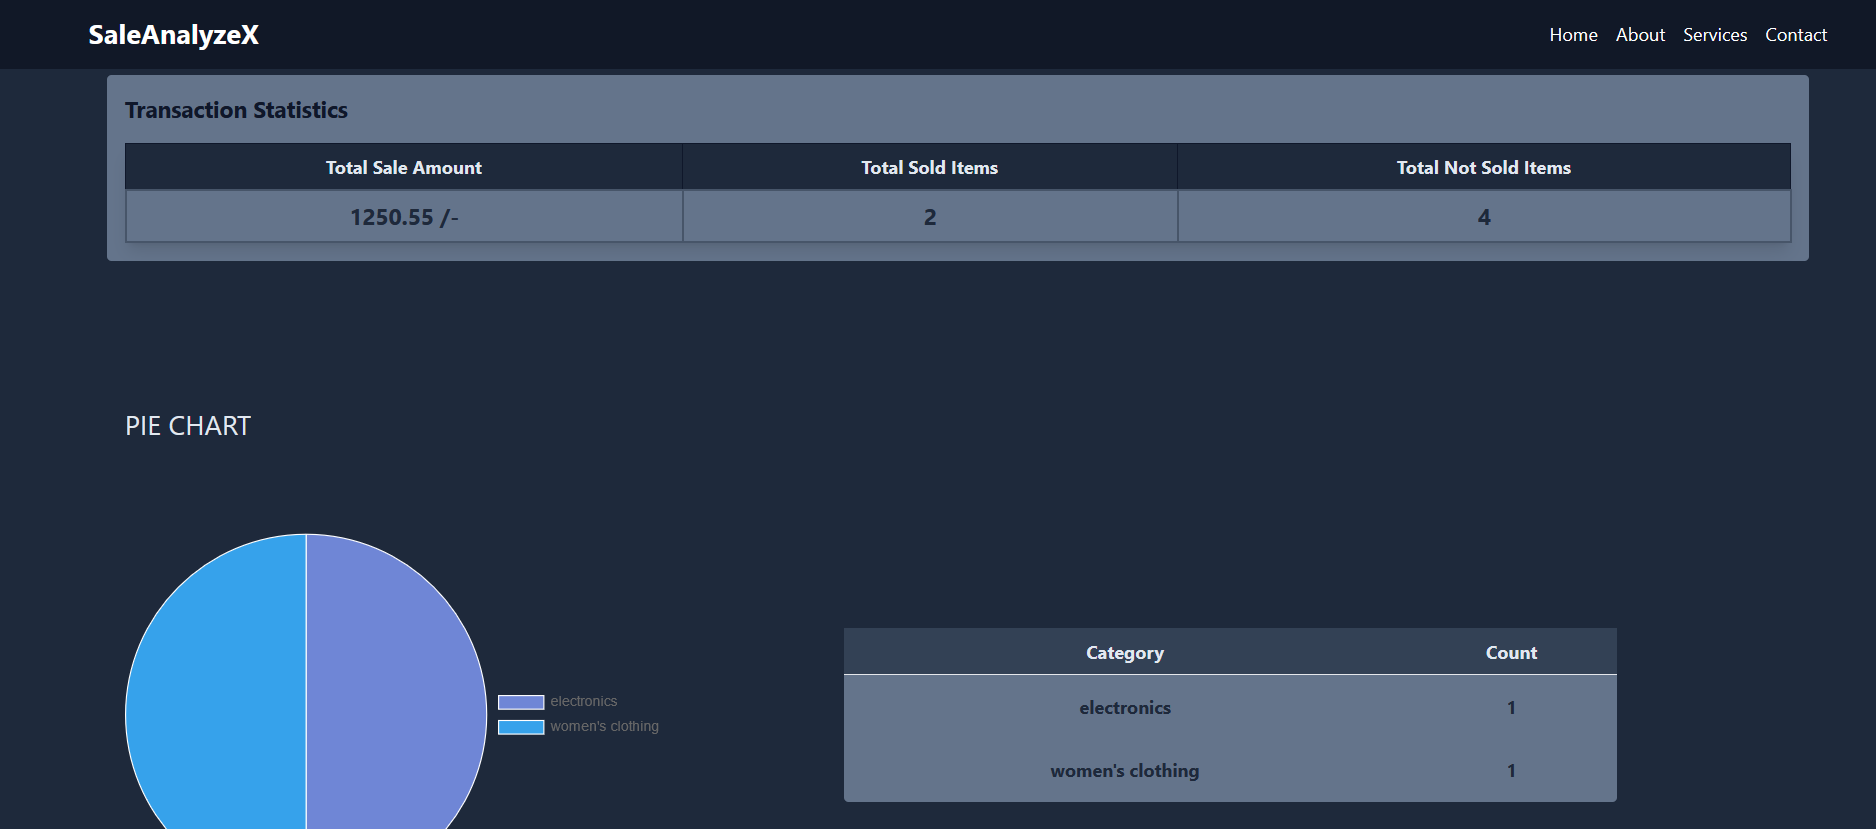 SaleAnalyzeX
Home About Services Contact
Transaction Statistics
Total Sale Amount Total Sold Items Total Not Sold Items
1250.55 /- 2 4
PIE CHART
electronics
women's clothing
Category Count
electronics 1
women's clothing 1